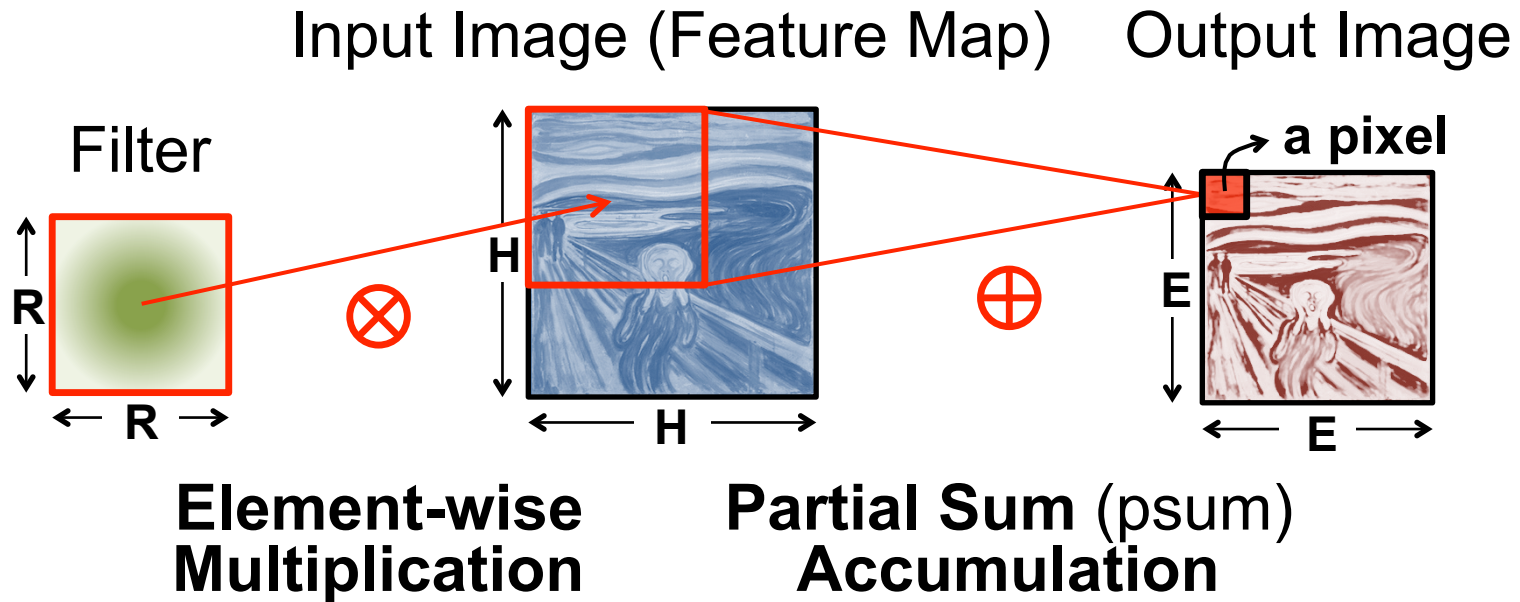 Input Image (Feature Map)
Output Image
Filter
a pixel
R
R
H
H
E
E
Element-wise
Multiplication
Partial Sum (psum)
Accumulation